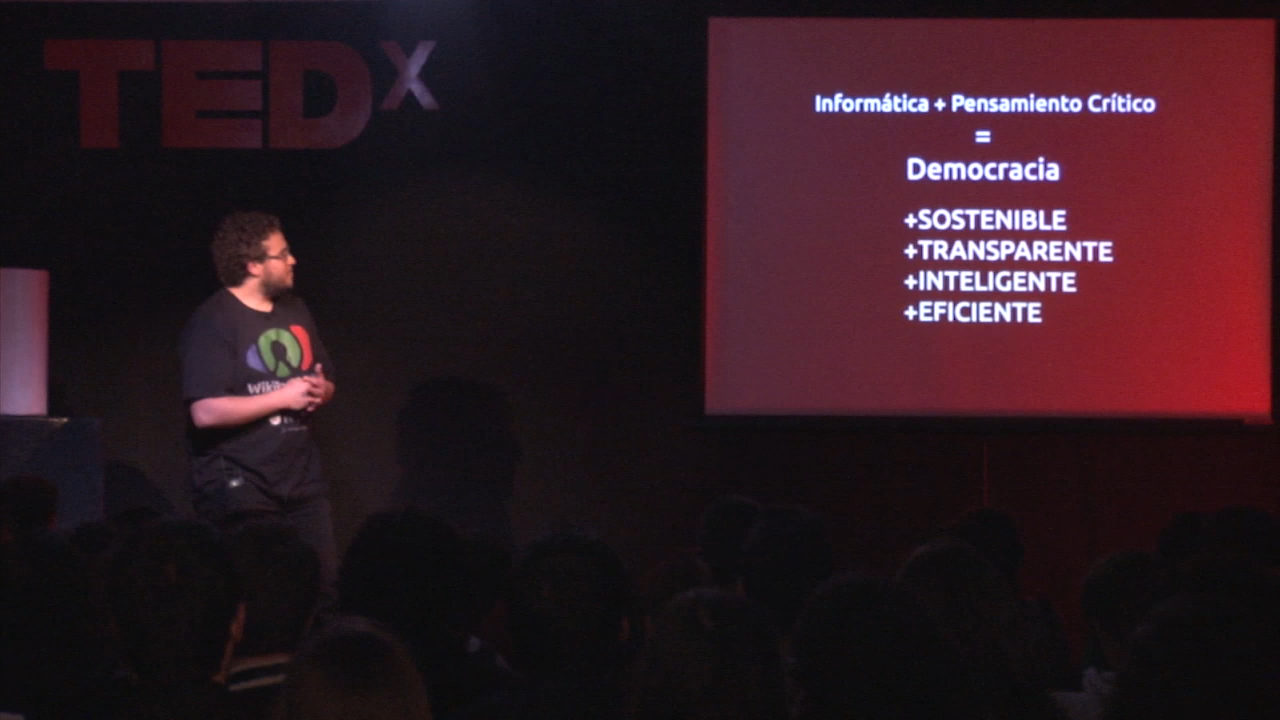 TEDx
Informática + Pensamiento Crítico
=
Democracia
+SOSTENIBLE
+TRANSPARENTE
+INTELIGENTE
+EFICIENTE